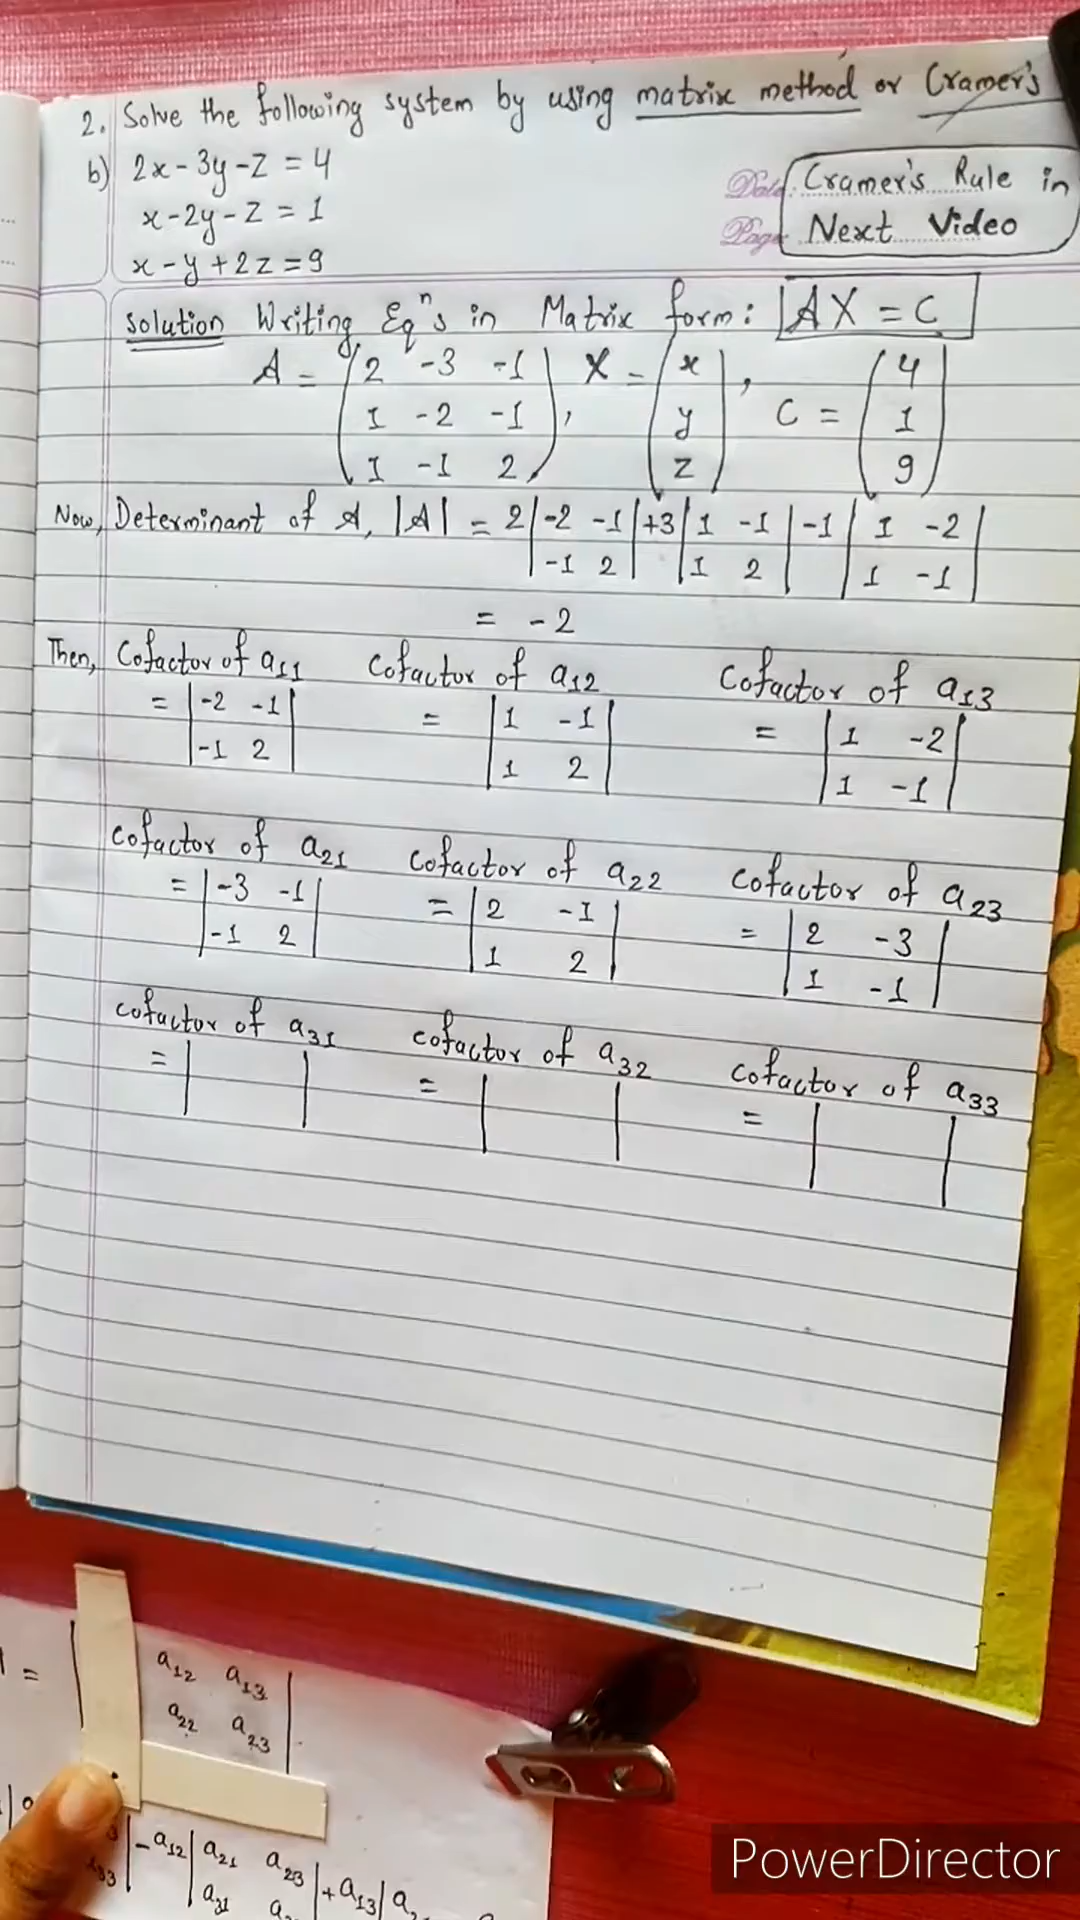 2. Solve the following system by using matrix method or Cramer's
b) 2x - 3y - z = 4
x - 2y - z = 1
x - y + 2z = 9
Date: Cramer's Rule in
Page: Next Video
Solution Writing Eqⁿ's in Matrix form: AX = C
A = 2 -3 -1 X = x , C = 4
1 -2 -1 , y 1
1 -1 2 z 9
Now, Determinant of A, |A| = 2 |-2 -1| +3 |1 -1| -1 |1 -2|
|-1 2| |1 2| |1 -1|
= -2
Then, Cofactor of a11 Cofactor of a12 Cofactor of a13
= |-2 -1| = |1 -1| = |1 -2|
|-1 2| |1 2| |1 -1|
cofactor of a21 cofactor of a22 cofactor of a23
= |-3 -1| = |2 -1| = |2 -3|
|-1 2| |1 2| |1 -1|
cofactor of a31 cofactor of a32 cofactor of a33
= | | = | | = | |
= | a12 a13 |
a22 a23 |
| - a12 | a21 a23 | + a13 |
a31
PowerDirector